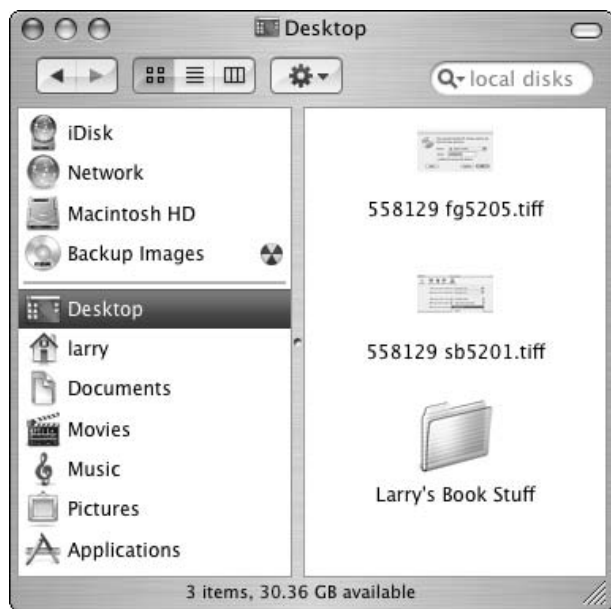 Desktop
local disks
iDisk
Network
Macintosh HD
Backup Images
Desktop
larry
Documents
Movies
Music
Pictures
Applications
558129 fg5205.tiff
558129 sb5201.tiff
Larry's Book Stuff
3 items, 30.36 GB available